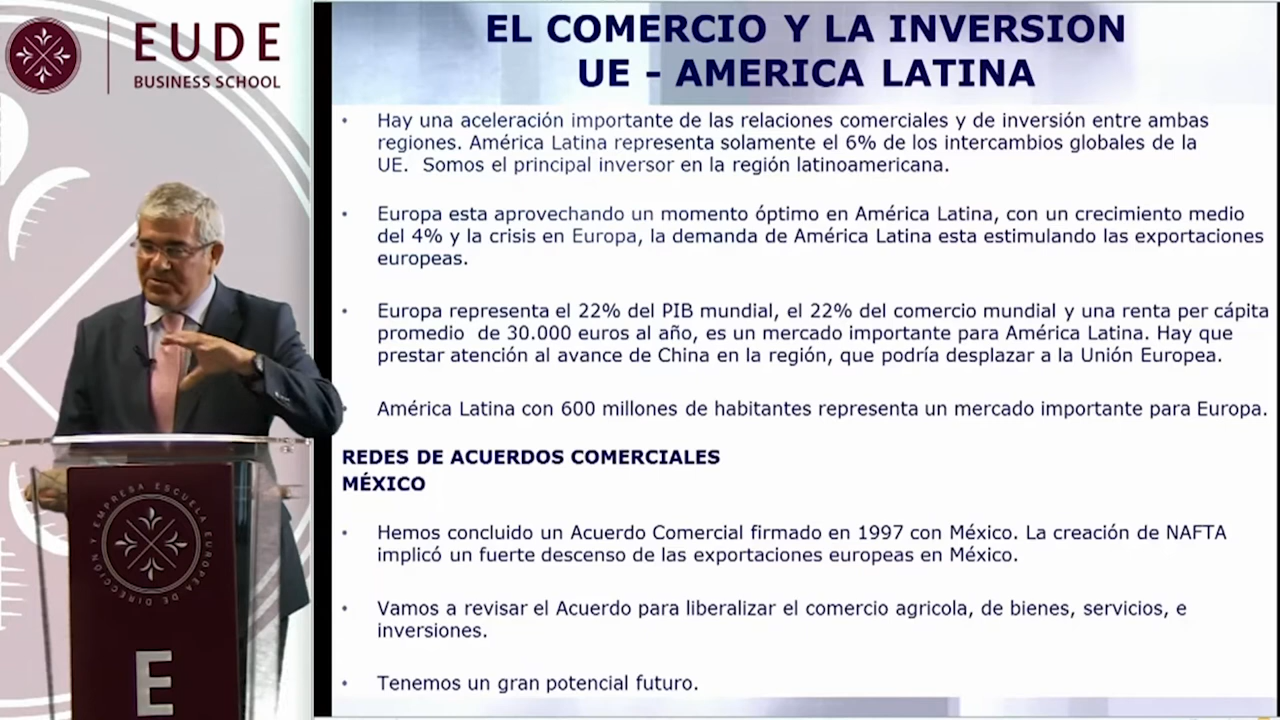 EUDE
BUSINESS SCHOOL
EL COMERCIO Y LA INVERSION
UE - AMERICA LATINA
• Hay una aceleración importante de las relaciones comerciales y de inversión entre ambas
regiones. América Latina representa solamente el 6% de los intercambios globales de la
UE. Somos el principal inversor en la región latinoamericana.
• Europa esta aprovechando un momento óptimo en América Latina, con un crecimiento medio
del 4% y la crisis en Europa, la demanda de América Latina esta estimulando las exportaciones
europeas.
• Europa representa el 22% del PIB mundial, el 22% del comercio mundial y una renta per cápita
promedio de 30.000 euros al año, es un mercado importante para América Latina. Hay que
prestar atención al avance de China en la región, que podría desplazar a la Unión Europea.
• América Latina con 600 millones de habitantes representa un mercado importante para Europa.
REDES DE ACUERDOS COMERCIALES
MÉXICO
• Hemos concluido un Acuerdo Comercial firmado en 1997 con México. La creación de NAFTA
implicó un fuerte descenso de las exportaciones europeas en México.
• Vamos a revisar el Acuerdo para liberalizar el comercio agricola, de bienes, servicios, e
inversiones.
• Tenemos un gran potencial futuro.
ESCUELA EUROPEA DE DIRECCIÓN Y EMPRESA
E